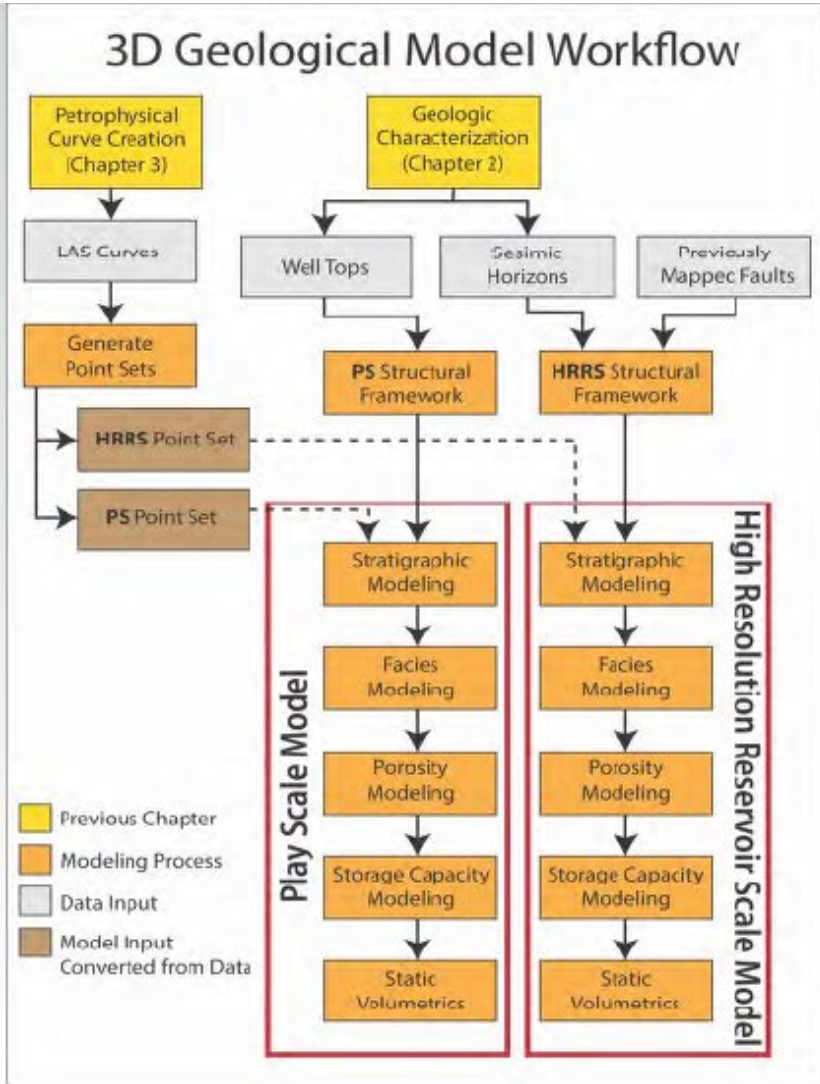 3D Geological Model Workflow
Petrophysical
Curve Creation
(Chapter 3)
Geologic
Characterization
(Chapter 2)
LAS Curves
Well Tops
Seaimic
Horizons
Previously
Mappec Faults
Generate
Point Sets
PS Structural
Framework
HRRS Structural
Framework
HRRS Point Set
PS Point Set
Play Scale Model
Stratigraphic
Modeling
Facies
Modeling
Porosity
Modeling
Storage Capacity
Modeling
Static
Volumetrics
Stratigraphic
Modeling
Facies
Modeling
Porosity
Modeling
Storage Capacity
Modeling
Static
Volumetrics
High Resolution Reservoir Scale Model
Previous Chapter
Modeling Process
Data Input
Model Input
Converted from Data